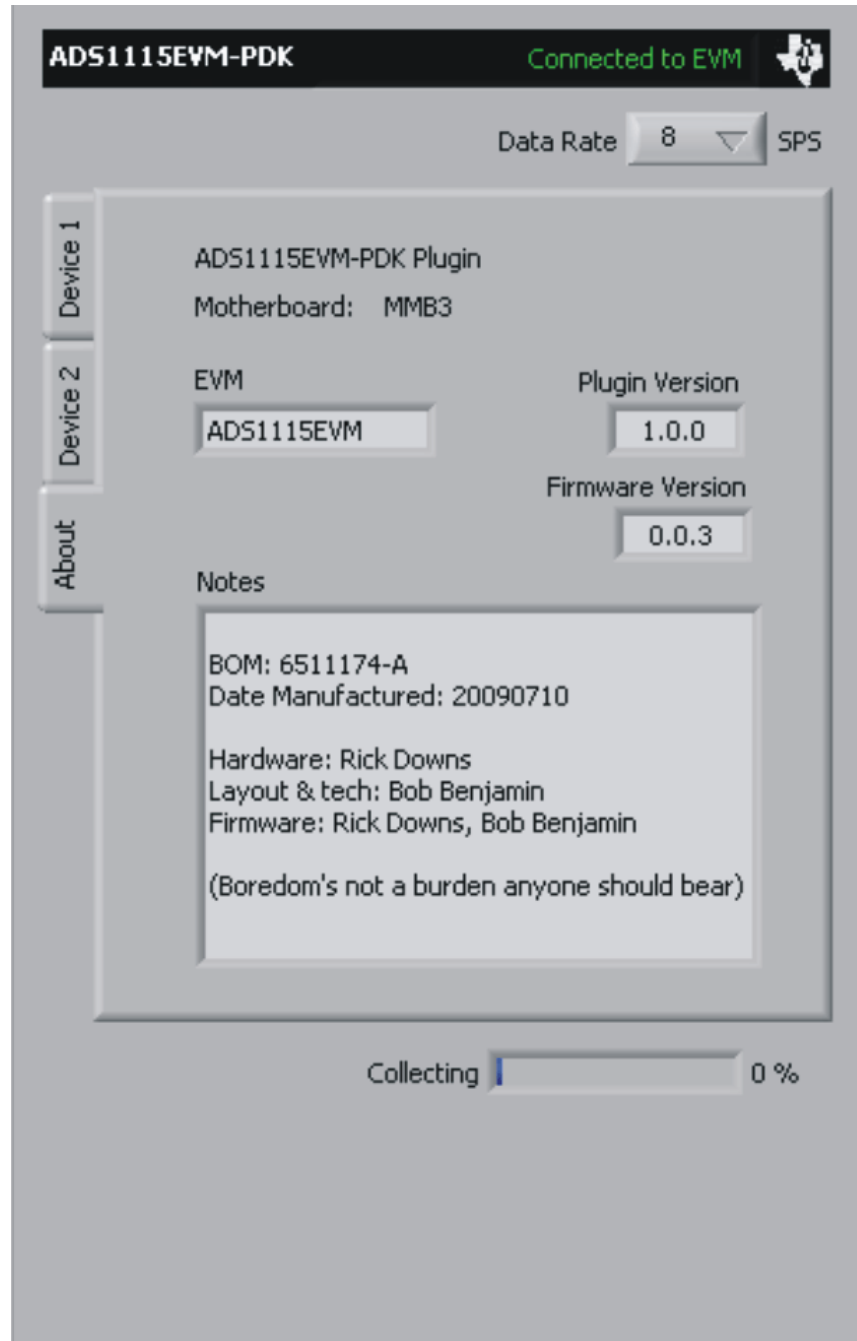 ADS1115EVM-PDK Connected to EVM
Data Rate 8 SPS
Device 1
Device 2
About
ADS1115EVM-PDK Plugin
Motherboard: MMB3
EVM
ADS1115EVM
Plugin Version
1.0.0
Firmware Version
0.0.3
Notes
BOM: 6511174-A
Date Manufactured: 20090710
Hardware: Rick Downs
Layout & tech: Bob Benjamin
Firmware: Rick Downs, Bob Benjamin
(Boredom's not a burden anyone should bear)
Collecting 0 %